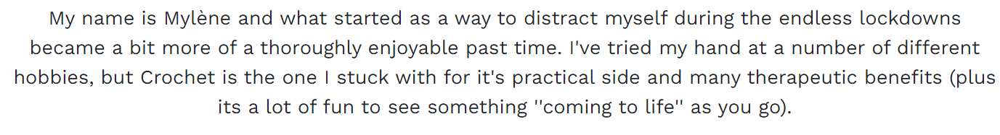 My name is Mylène and what started as a way to distract myself during the endless lockdowns
became a bit more of a thoroughly enjoyable past time. I've tried my hand at a number of different
hobbies, but Crochet is the one I stuck with for it's practical side and many therapeutic benefits (plus
its a lot of fun to see something ''coming to life'' as you go).